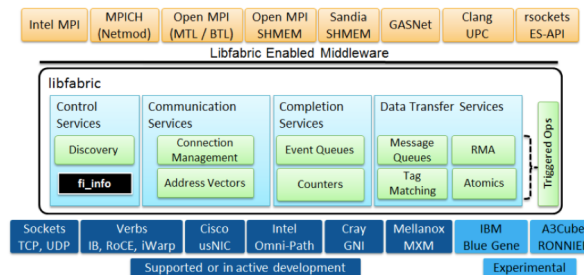 Intel MPI
MPICH
(Netmod)
Open MPI
(MTL / BTL)
Open MPI
SHMEM
Sandia
SHMEM
GASNet
Clang
UPC
rsockets
ES-API
Libfabric Enabled Middleware
libfabric
Control
Services
Discovery
fi_info
Communication
Services
Connection
Management
Address Vectors
Completion
Services
Event Queues
Counters
Data Transfer Services
Message
Queues
RMA
Tag
Matching
Atomics
Triggered Ops
Sockets
TCP, UDP
Verbs
IB, RoCE, iWarp
Cisco
usNIC
Intel
Omni-Path
Cray
GNI
Mellanox
MXM
IBM
Blue Gene
A3Cube
RONNIEE
Supported or in active development
Experimental